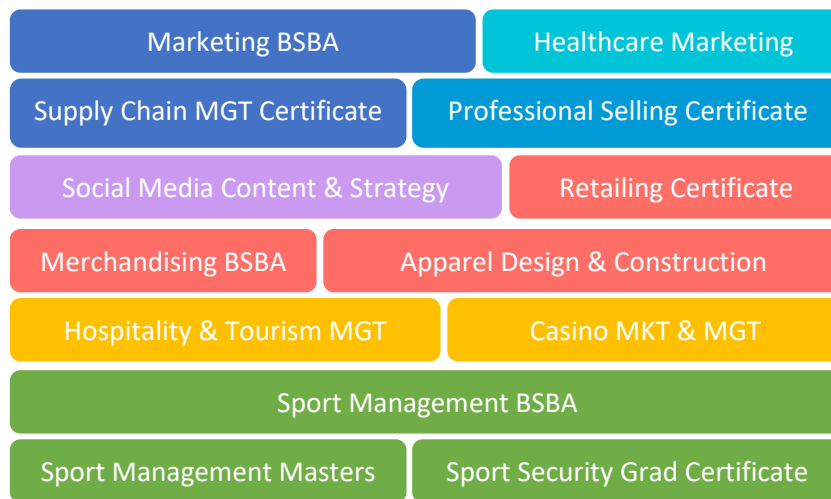 Marketing BSBA
Healthcare Marketing
Supply Chain MGT Certificate
Professional Selling Certificate
Social Media Content & Strategy
Retailing Certificate
Merchandising BSBA
Apparel Design & Construction
Hospitality & Tourism MGT
Casino MKT & MGT
Sport Management BSBA
Sport Management Masters
Sport Security Grad Certificate